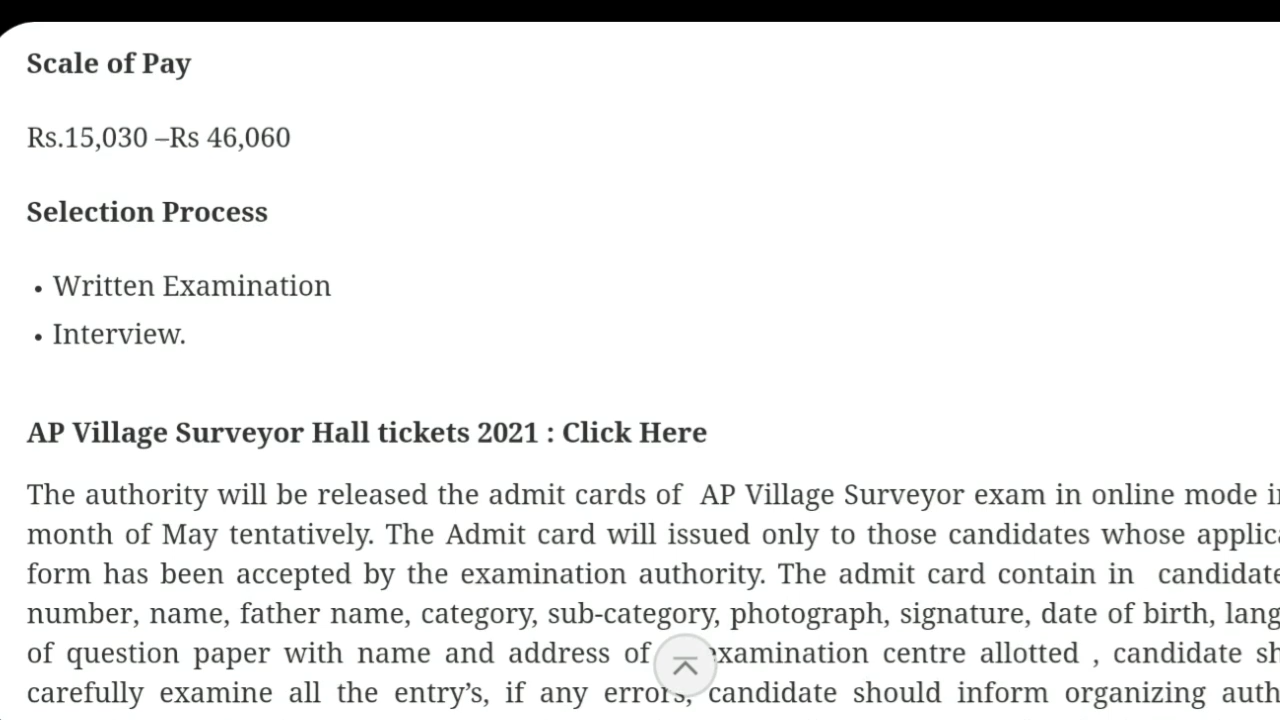 Scale of Pay
Rs.15,030 –Rs 46,060
Selection Process
• Written Examination
• Interview.
AP Village Surveyor Hall tickets 2021 : Click Here
The authority will be released the admit cards of AP Village Surveyor exam in online mode
month of May tentatively. The Admit card will issued only to those candidates whose
form has been accepted by the examination authority. The admit card contain in
number, name, father name, category, sub-category, photograph, signature, date of birth,
of question paper with name and address of examination centre allotted , candidate
carefully examine all the entry’s, if any errors, candidate should inform organizing